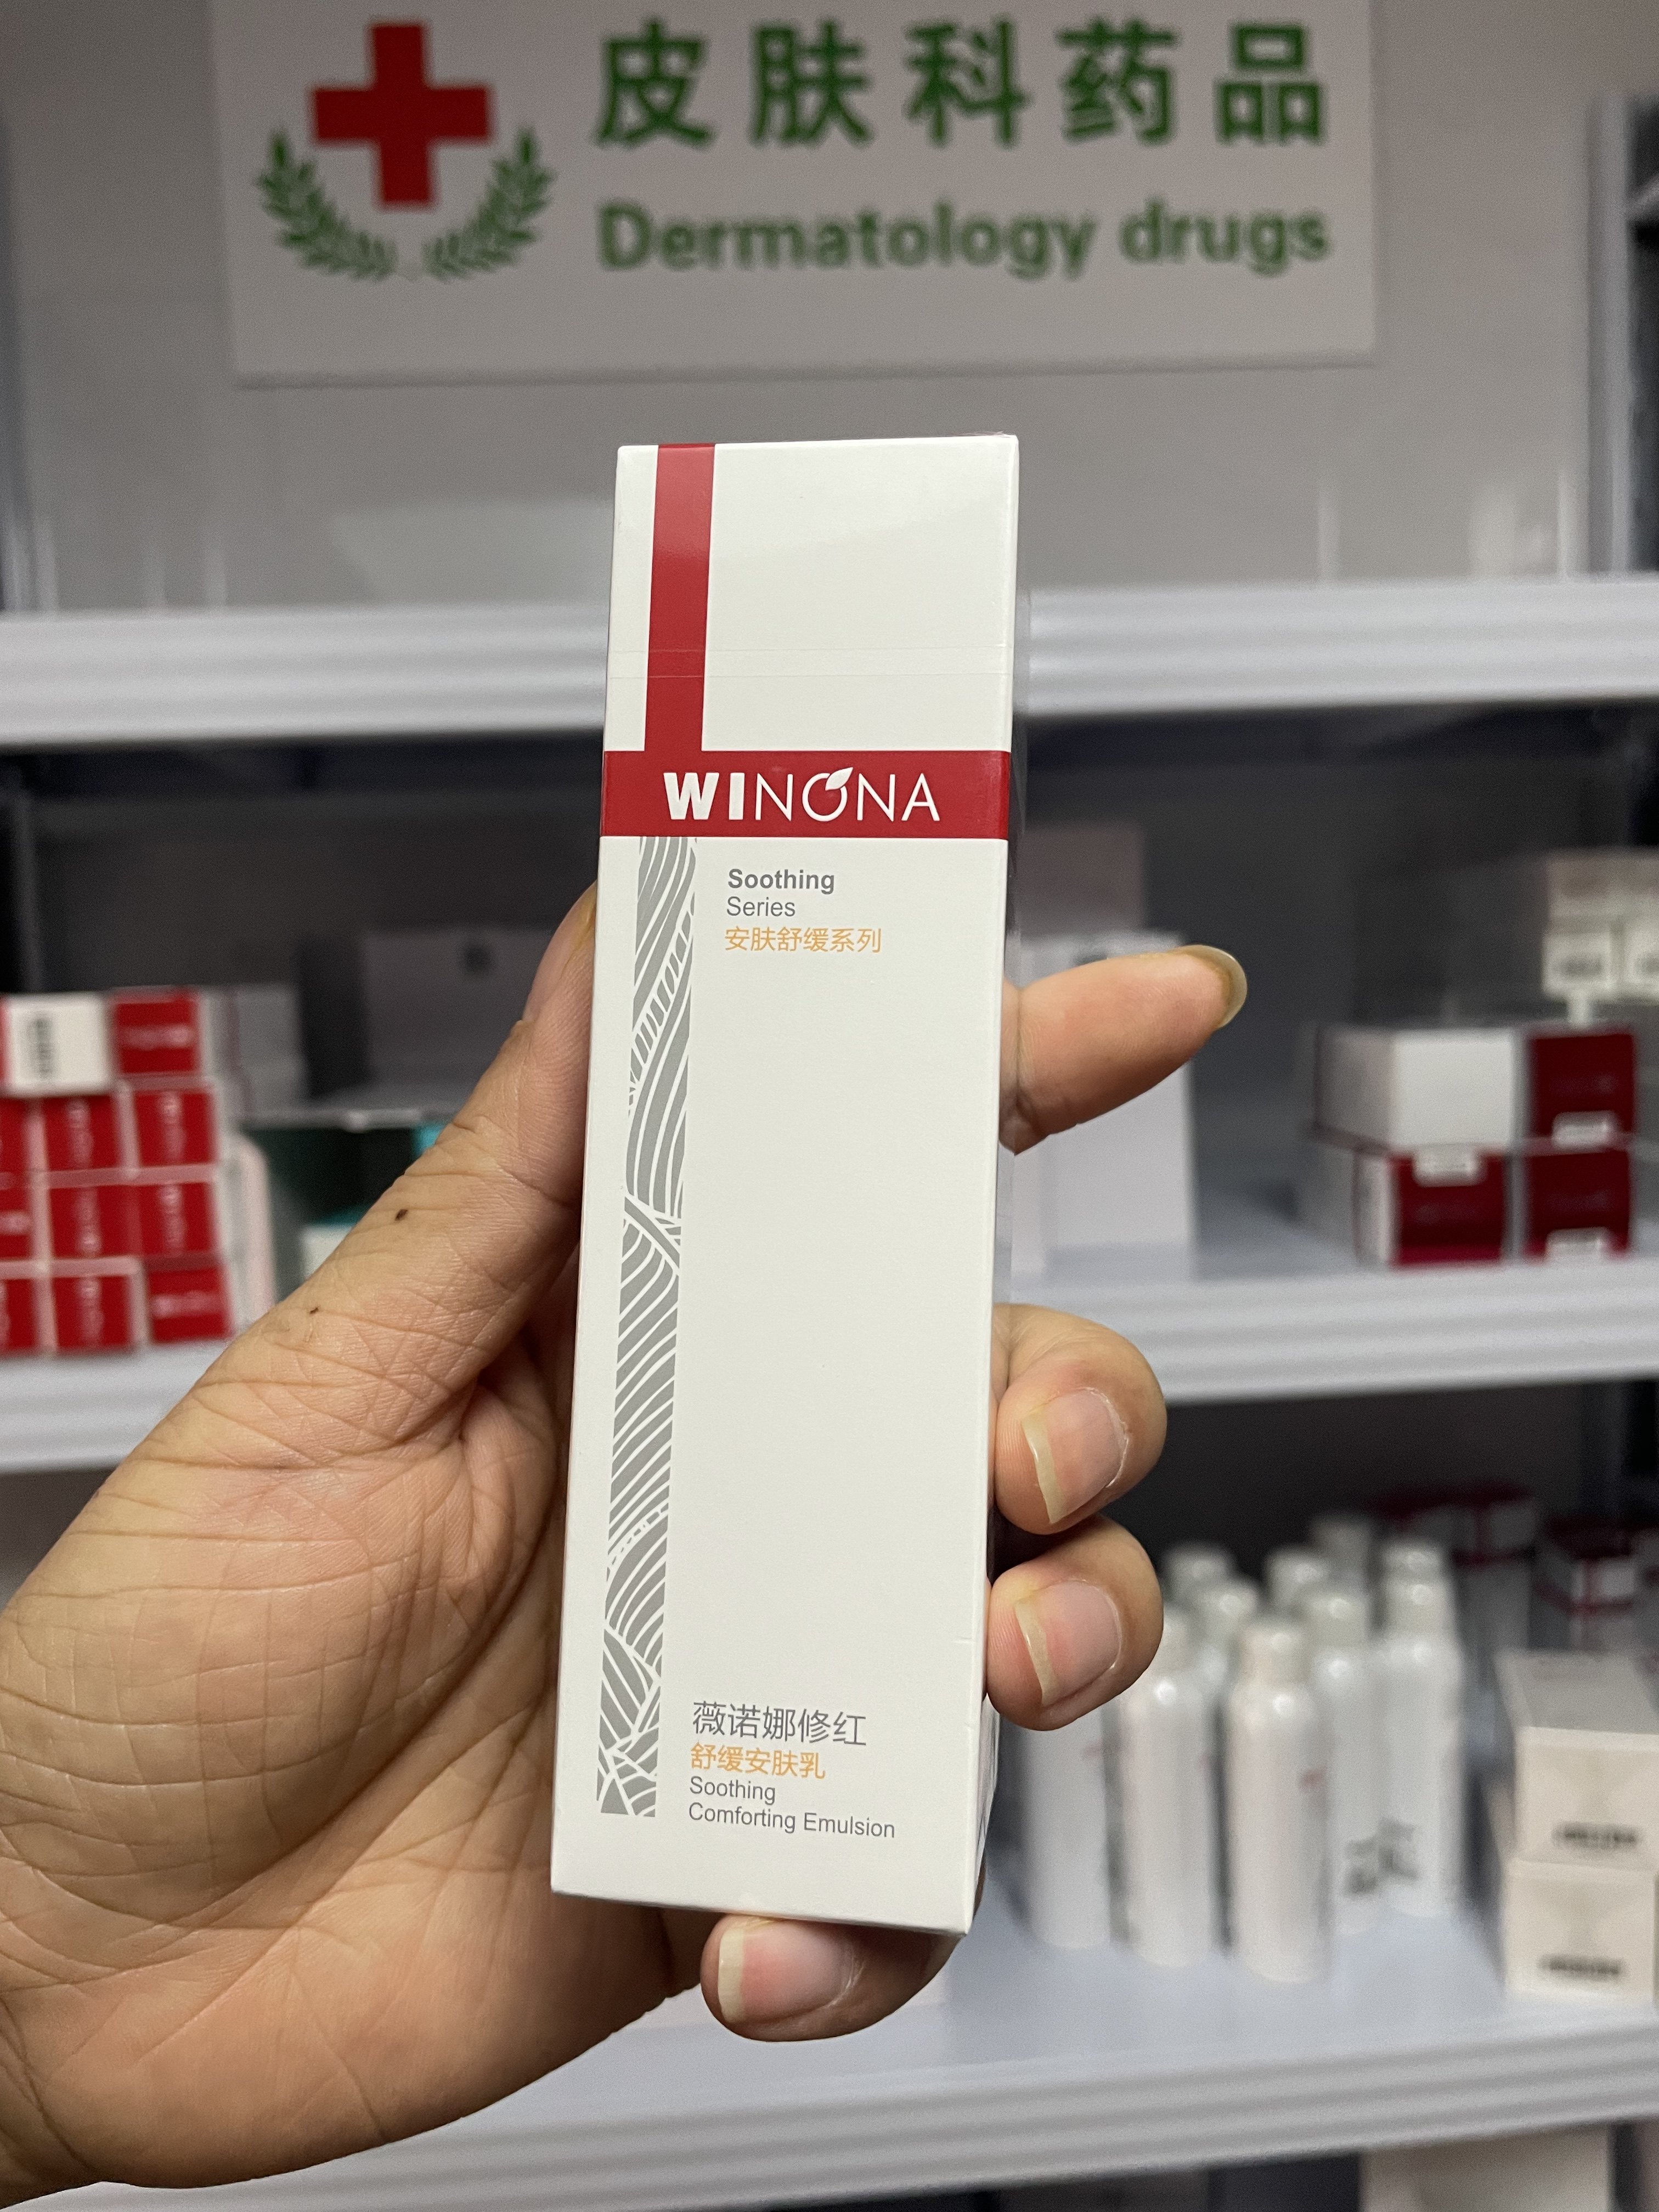 皮肤科药品
Dermatology drugs
WINONA
Soothing
Series
安肤舒缓系列
薇诺娜修红
舒缓安肤乳
Soothing
Comforting Emulsion